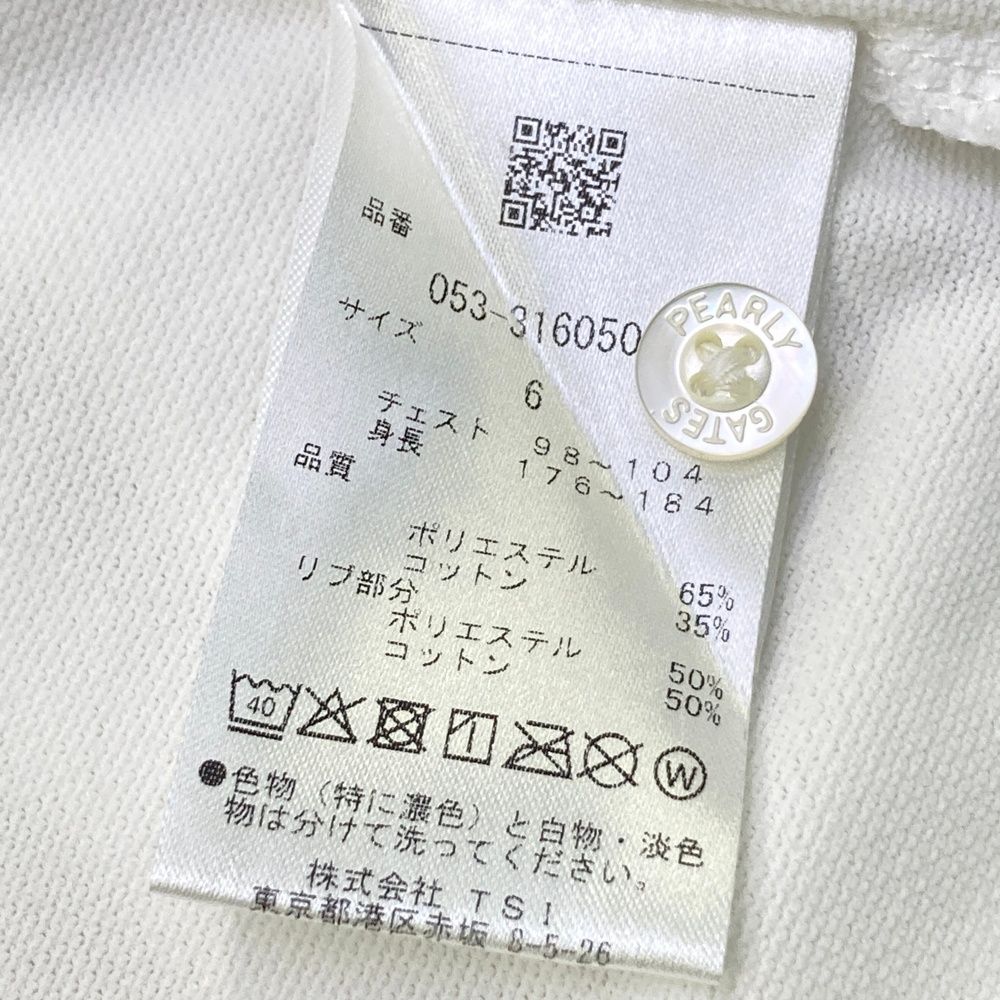 品番
053-316050
サイズ
6
チェスト 98～104
身長 176～184
品質
ポリエステル 65%
コットン 35%
リブ部分
ポリエステル 50%
コットン 50%
40
W
●色物(特に濃色)と白物・淡色
物は分けて洗ってください。
株式会社 TSI
東京都港区赤坂 8-5-26
PEARLY
GATES